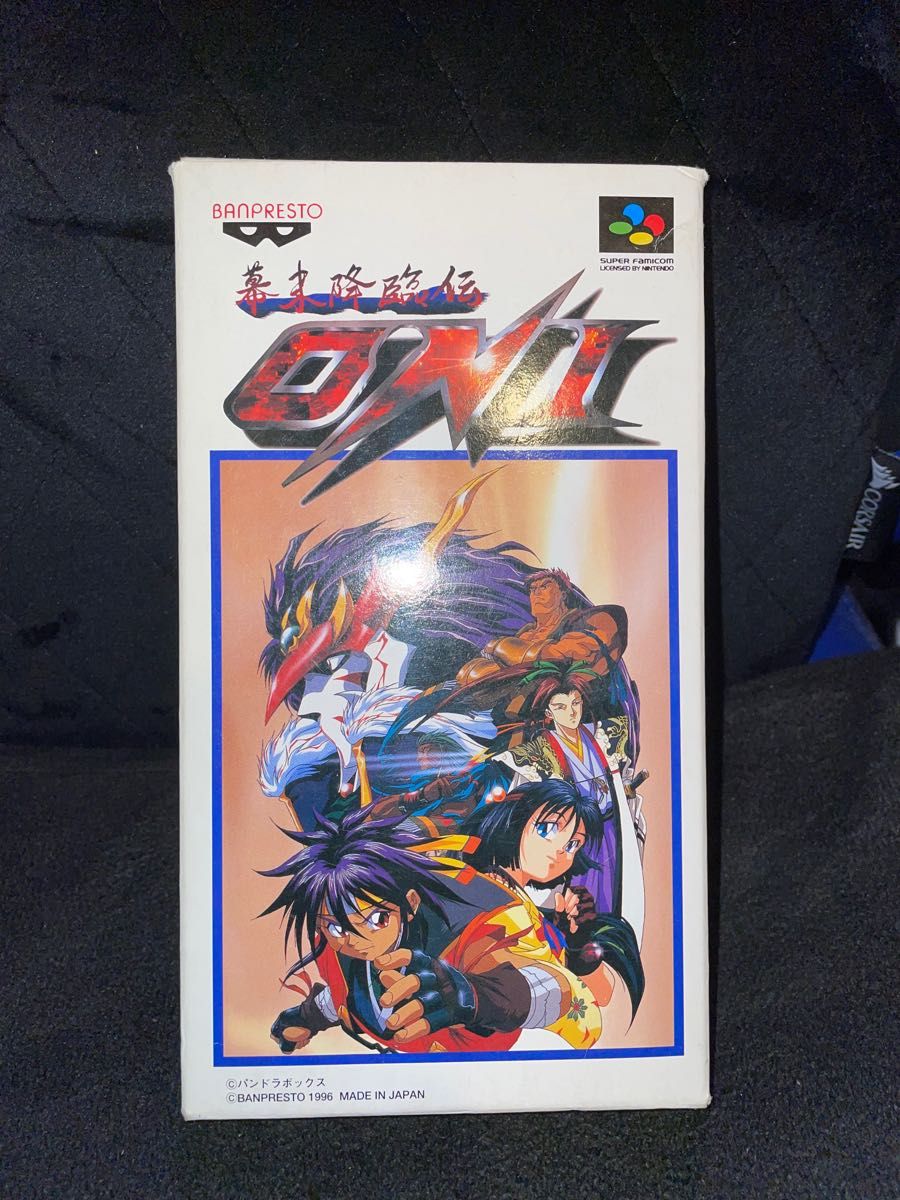 BANPRESTO
SUPER FAMICOM
LICENSED BY NINTENDO
幕末降臨伝
ONI
CORSAIR
©パンドラボックス
©BANPRESTO 1996 MADE IN JAPAN